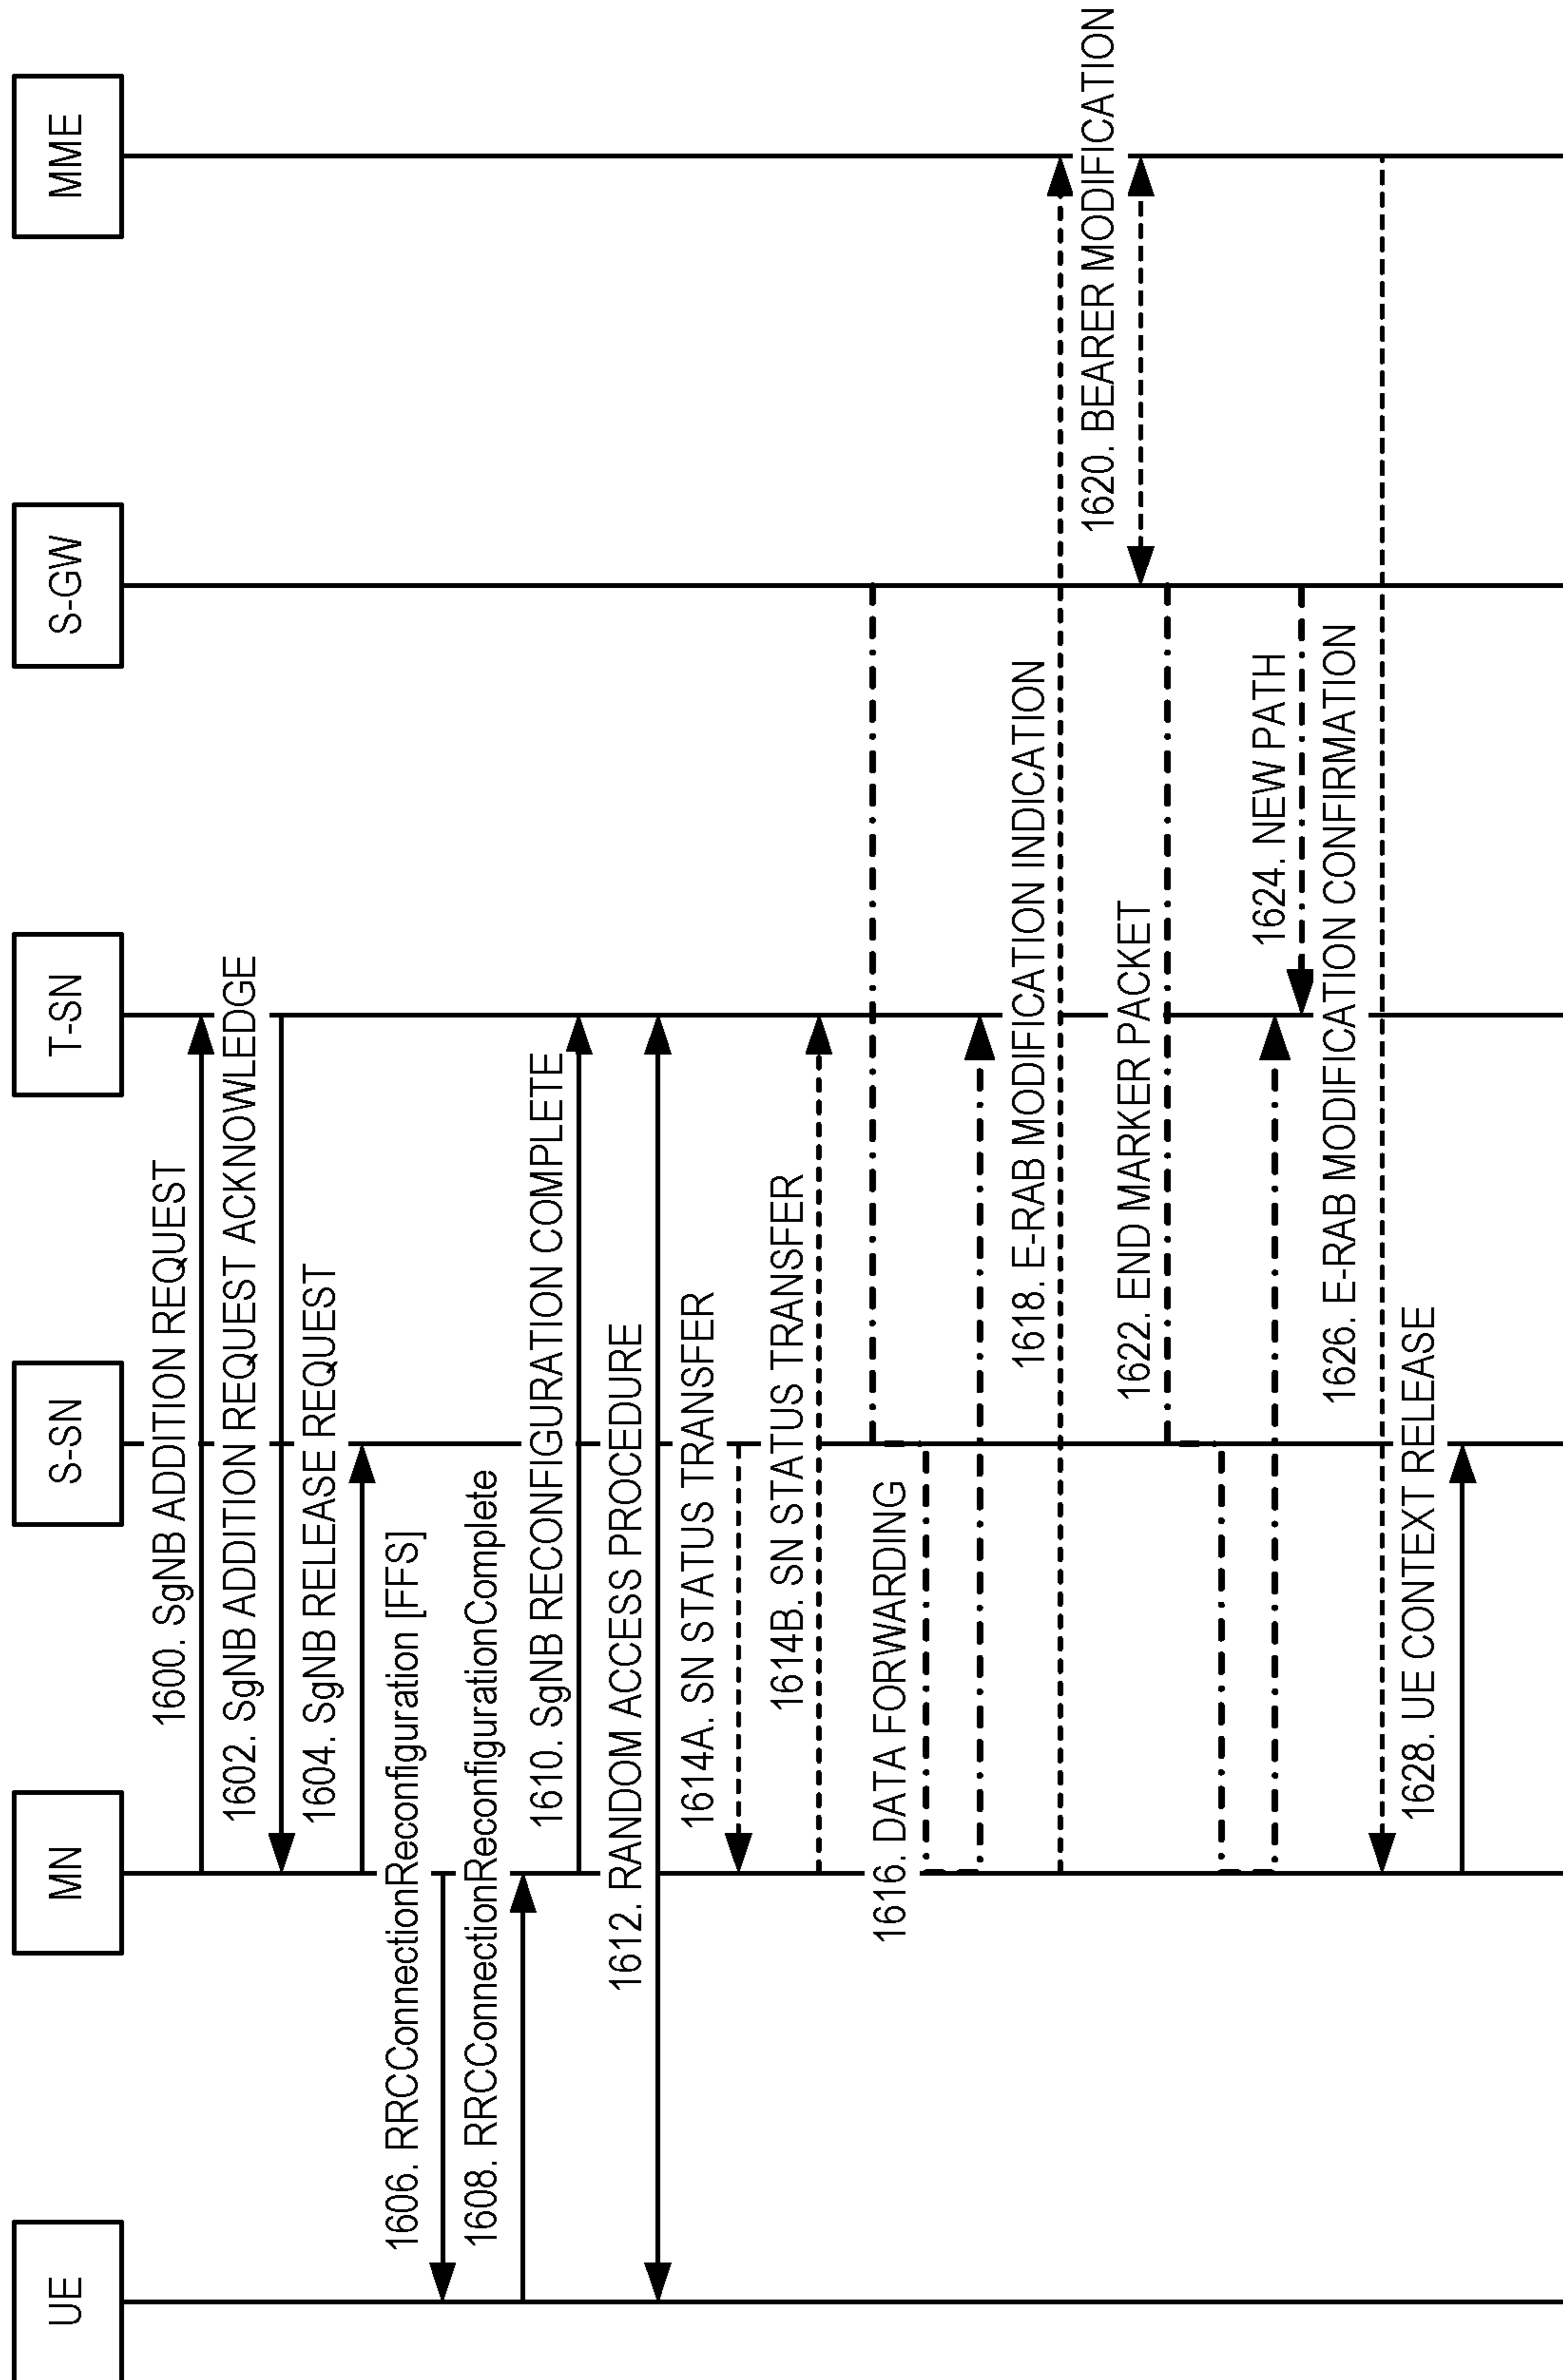 UE
MN
S-SN
T-SN
S-GW
MME
1600. SgNB ADDITION REQUEST
1602. SgNB ADDITION REQUEST ACKNOWLEDGE
1604. SgNB RELEASE REQUEST
1606. RRCConnectionReconfiguration [FFS]
1608. RRCConnectionReconfigurationComplete
1610. SgNB RECONFIGURATION COMPLETE
1612. RANDOM ACCESS PROCEDURE
1614A. SN STATUS TRANSFER
1614B. SN STATUS TRANSFER
1616. DATA FORWARDING
1618. E-RAB MODIFICATION INDICATION
1620. BEARER MODIFICATION
1622. END MARKER PACKET
1624. NEW PATH
1626. E-RAB MODIFICATION CONFIRMATION
1628. UE CONTEXT RELEASE